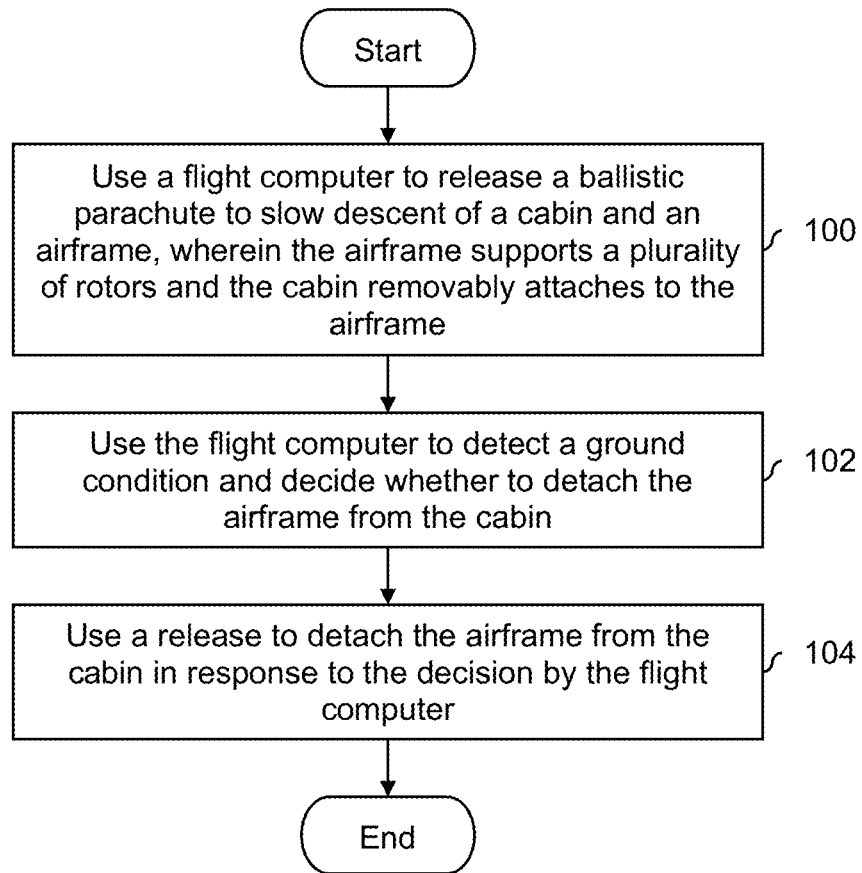 Start
Use a flight computer to release a ballistic
parachute to slow descent of a cabin and an
airframe, wherein the airframe supports a plurality
of rotors and the cabin removably attaches to the
airframe
100
Use the flight computer to detect a ground
condition and decide whether to detach the
airframe from the cabin
102
Use a release to detach the airframe from the
cabin in response to the decision by the flight
computer
104
End